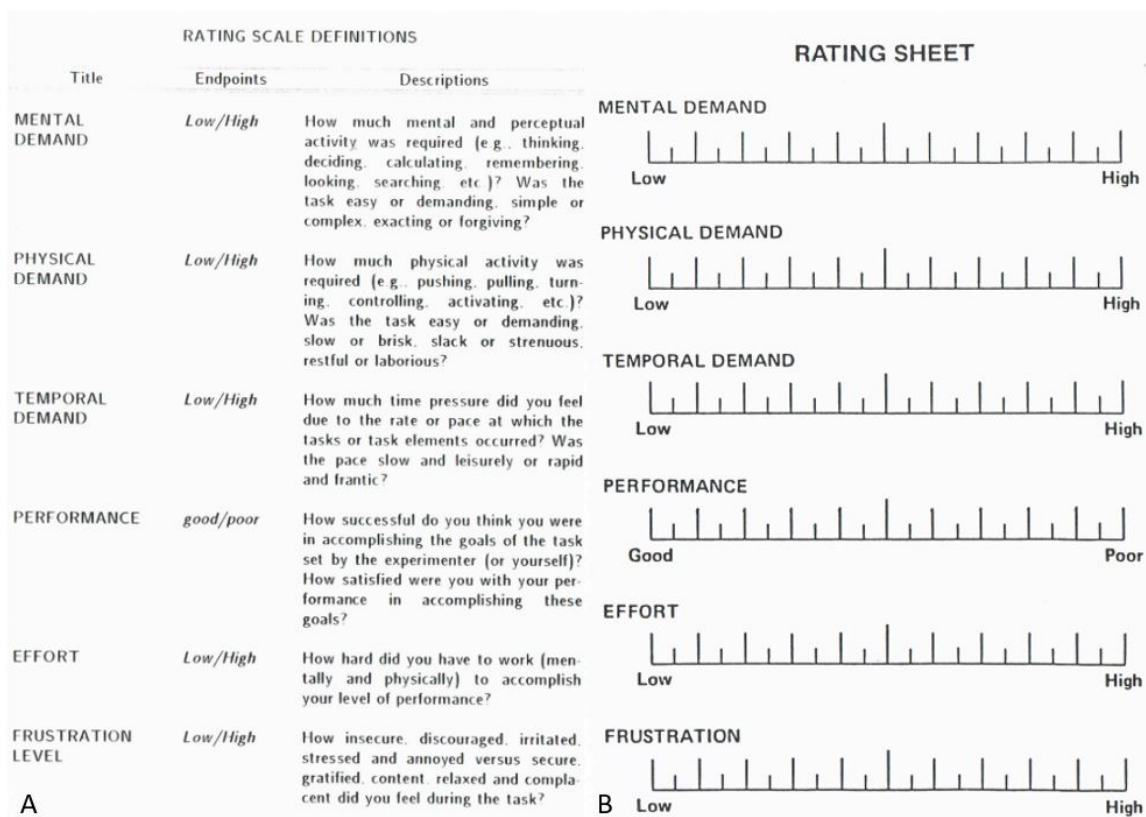 RATING SCALE DEFINITIONS
Title Endpoints Descriptions
MENTAL DEMAND Low/High How much mental and perceptual
activity was required (e.g., thinking,
deciding, calculating, remembering,
looking, searching, etc.)? Was the
task easy or demanding, simple or
complex, exacting or forgiving?
PHYSICAL DEMAND Low/High How much physical activity was
required (e.g., pushing, pulling, turn-
ing, controlling, activating, etc.)?
Was the task easy or demanding,
slow or brisk, slack or strenuous,
restful or laborious?
TEMPORAL DEMAND Low/High How much time pressure did you feel
due to the rate or pace at which the
tasks or task elements occurred? Was
the pace slow and leisurely or rapid
and frantic?
PERFORMANCE good/poor How successful do you think you were
in accomplishing the goals of the task
set by the experimenter (or yourself)?
How satisfied were you with your per-
formance in accomplishing these
goals?
EFFORT Low/High How hard did you have to work (men-
tally and physically) to accomplish
your level of performance?
FRUSTRATION LEVEL Low/High How insecure, discouraged, irritated,
stressed and annoyed versus secure,
gratified, content, relaxed and compla-
cent did you feel during the task?
A
RATING SHEET
MENTAL DEMAND
Low High
PHYSICAL DEMAND
Low High
TEMPORAL DEMAND
Low High
PERFORMANCE
Good Poor
EFFORT
Low High
FRUSTRATION
Low High
B